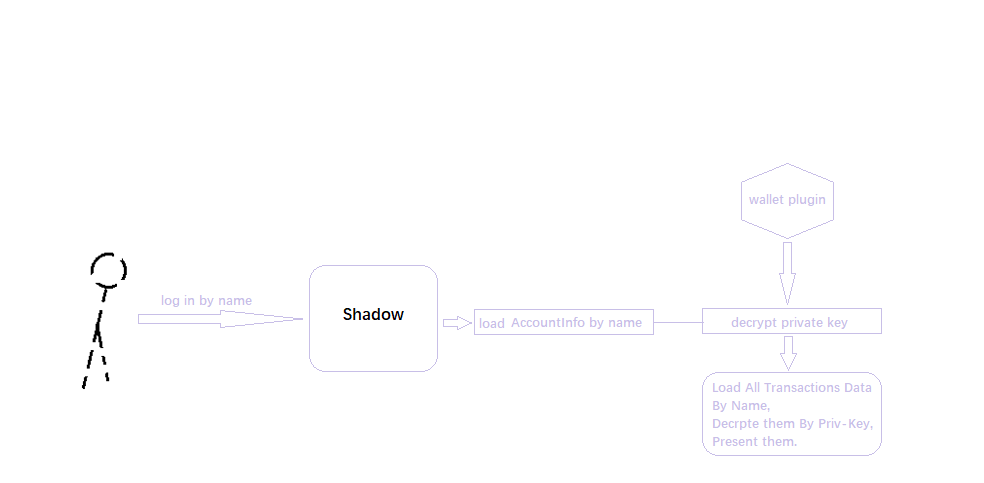 wallet plugin
log in by name
Shadow
load AccountInfo by name
decrypt private key
Load All Transactions Data
By Name,
Decrpte them By Priv-Key,
Present them.